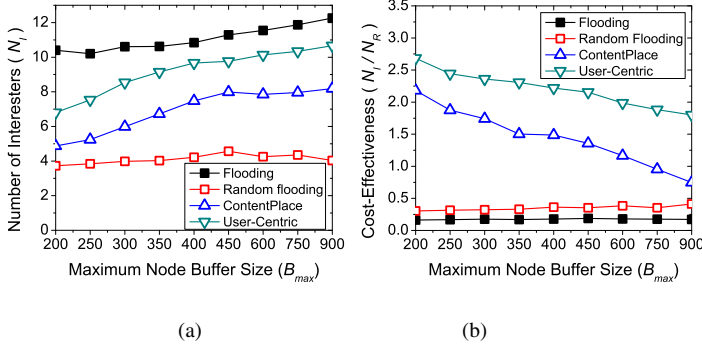 12
10
8
6
4
2
0
Number of Interesters ( N_I )
Flooding
Random flooding
ContentPlace
User-Centric
200 250 300 350 400 450 600 750 900
Maximum Node Buffer Size (B_max)
(a)
3.5
3.0
2.5
2.0
1.5
1.0
0.5
0.0
Cost-Effectiveness ( N_I / N_R )
Flooding
Random Flooding
ContentPlace
User-Centric
200 250 300 350 400 450 600 750 900
Maximum Node Buffer Size (B_max)
(b)